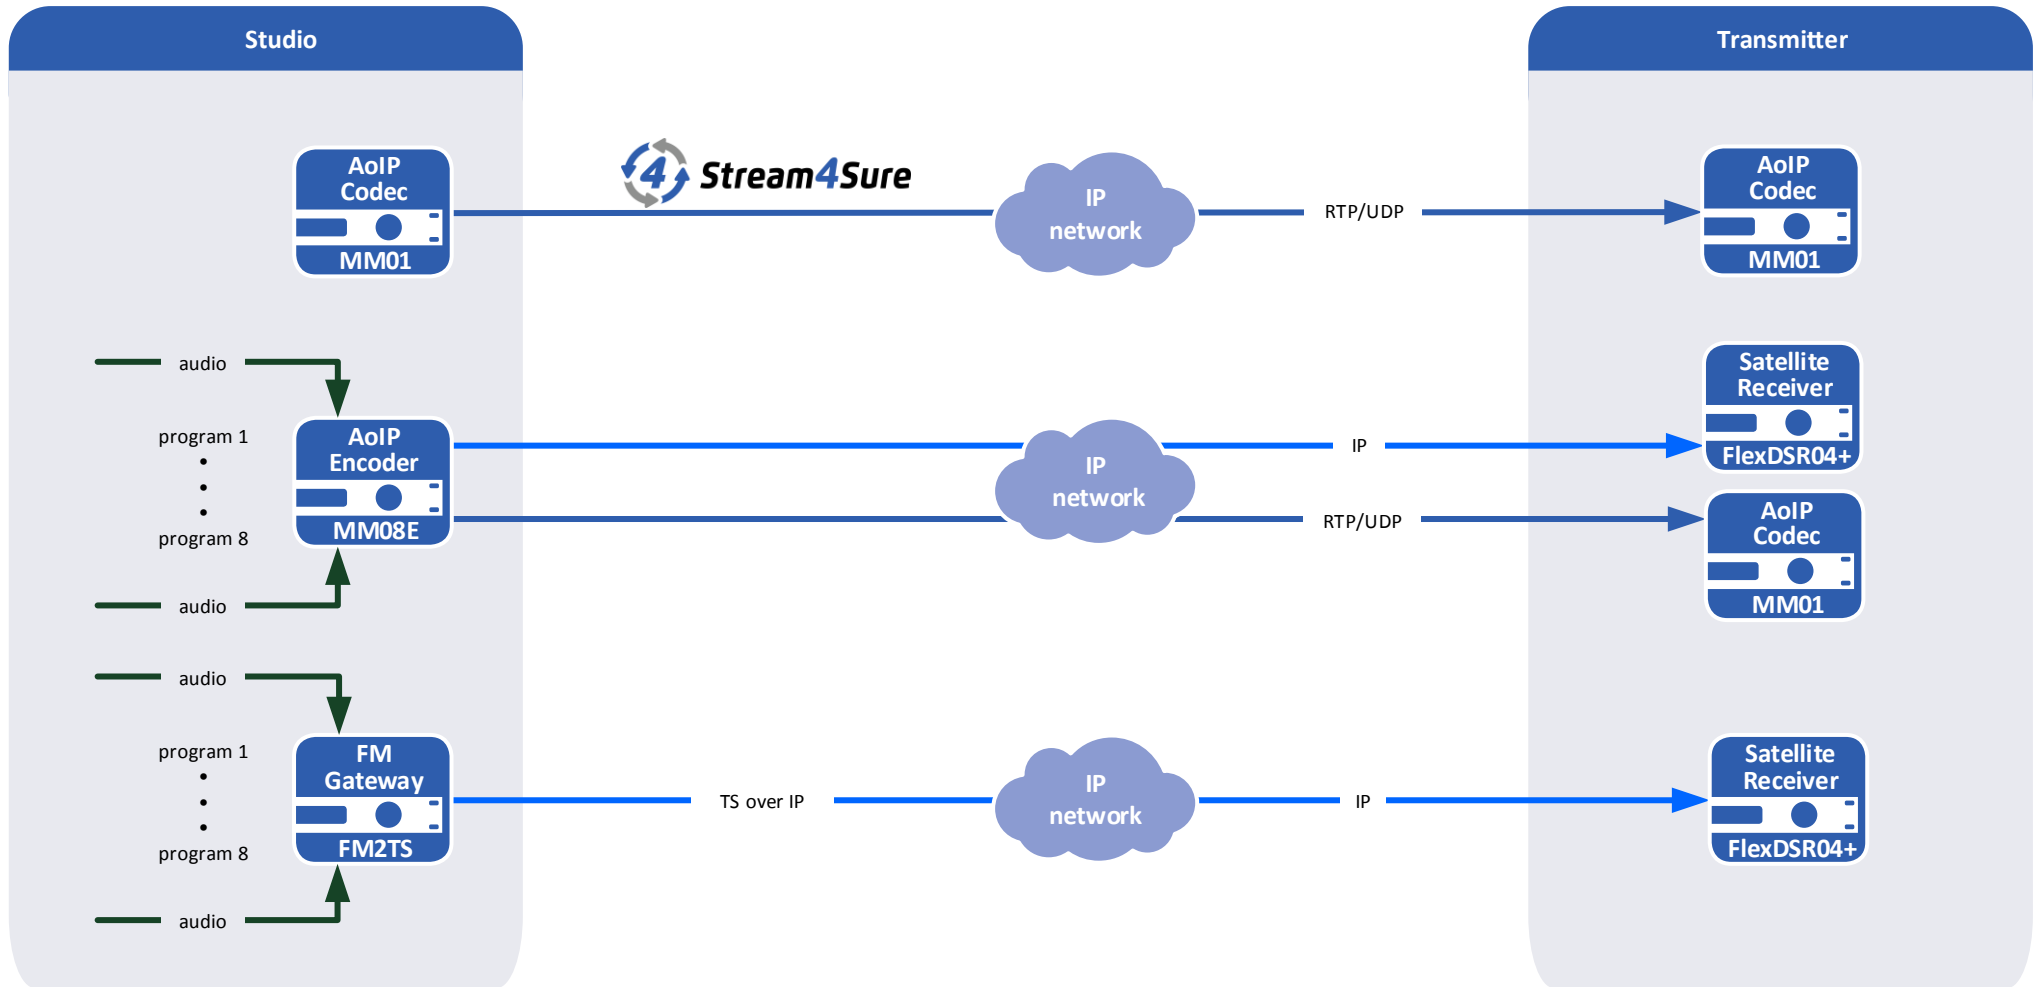 Studio
Transmitter
AoIP
Codec
MM01
4 Stream4Sure
IP
network
RTP/UDP
AoIP
Codec
MM01
audio
program 1
program 8
audio
AoIP
Encoder
MM08E
IP
network
IP
RTP/UDP
Satellite
Receiver
FlexDSR04+
AoIP
Codec
MM01
audio
program 1
program 8
audio
FM
Gateway
FM2TS
TS over IP
IP
network
IP
Satellite
Receiver
FlexDSR04+